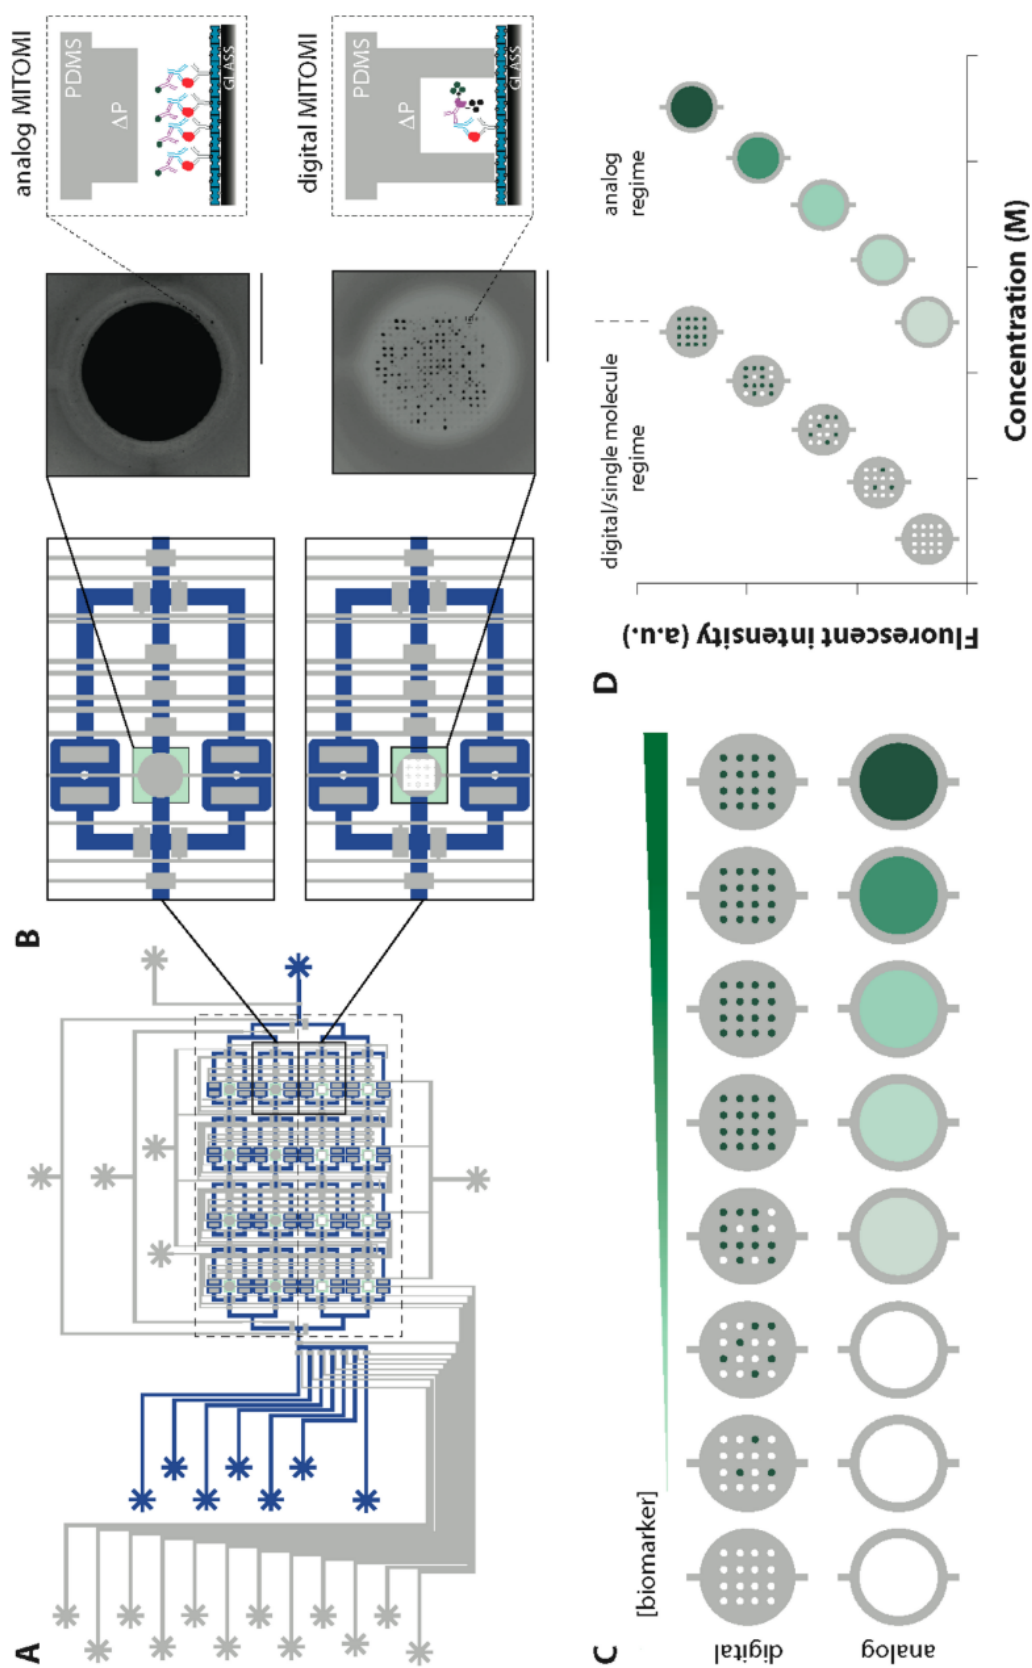 A
B
analog MITOMI
PDMS
ΔP
GLASS
digital MITOMI
PDMS
ΔP
GLASS
C
[biomarker]
digital
analog
D
Fluorescent intensity (a.u.)
digital/single molecule
regime
analog
regime
Concentration (M)